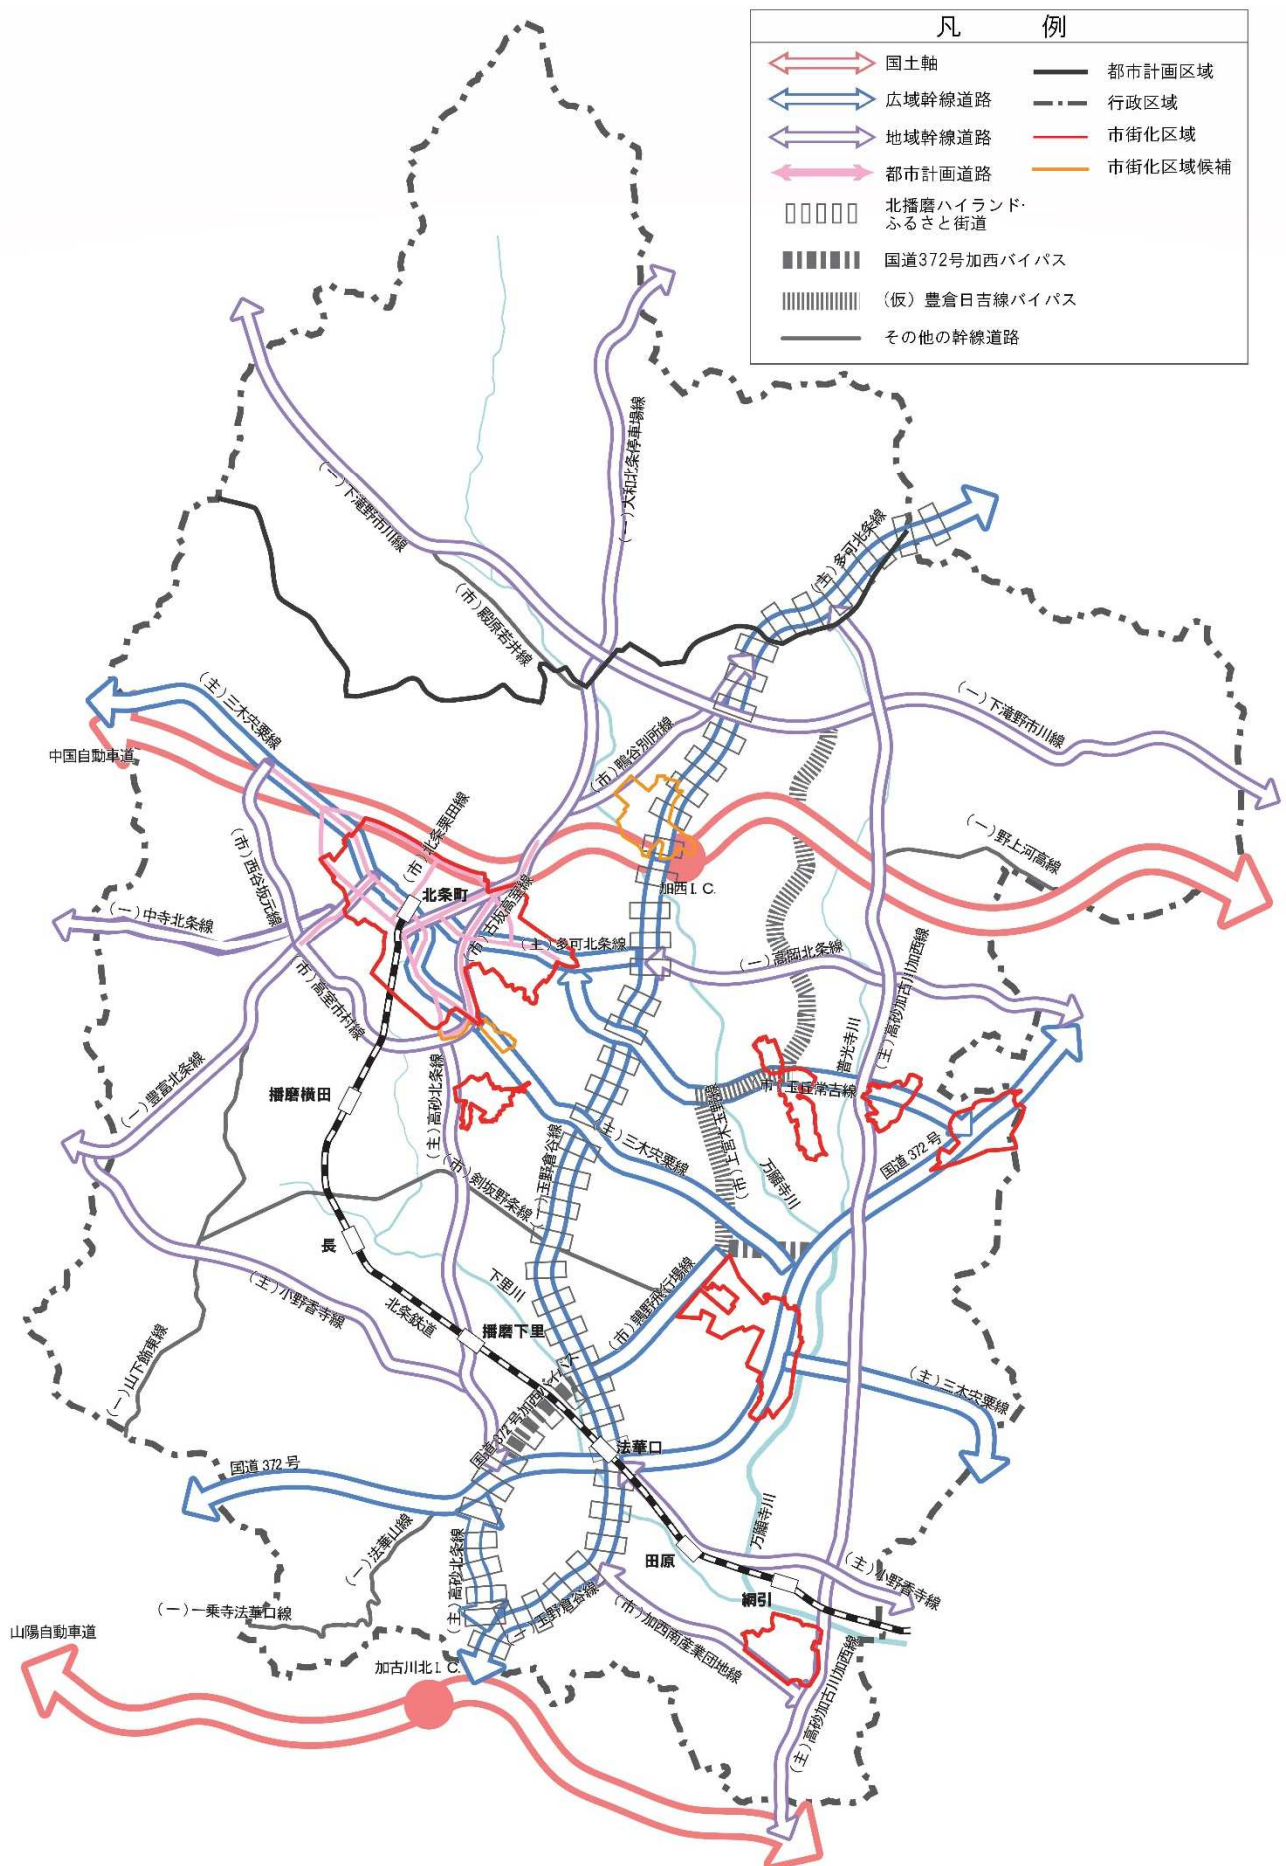 凡 例
国土軸
広域幹線道路
地域幹線道路
都市計画道路
北播磨ハイランド・
ふるさと街道
国道372号加西バイパス
(仮) 豊倉日吉線バイパス
その他の幹線道路
都市計画区域
行政区域
市街化区域
市街化区域候補
(一)大和北条停車場線
(一)下滝野市川線
(主)多可北条線
(市)殿原若井線
(一)下滝野市川線
(主)三木宍粟線
中国自動車道
(市)鴨谷別所線
(市)北条栗田線
(一)野上河高線
(市)西谷坂元線
北条町
加西I.C.
(市)古坂高室線
(一)中寺北条線
(主)多可北条線
(一)高岡北条線
(主)高砂加古川加西線
(市)高室市村線
普光寺川
(一)豊富北条線
播磨横田
(主)高砂北条線
市)玉丘常吉線
(市)上宮木玉野線
(主)三木宍粟線
国道372号
(一)玉野倉谷線
(市)剣坂野条線
万願寺川
長
下里川
(主)小野香寺線
北条鉄道
播磨下里
(市)鶉野飛行場線
(一)山下飾東線
国道372号加西バイパス
(主)三木宍粟線
法華口
国道372号
万願寺川
(一)法華山線
田原
(主)小野香寺線
(主)高砂北条線
網引
(一)一乗寺法華口線
(一)玉野倉谷線
(市)加西南産業団地線
山陽自動車道
加古川北I.C.
(主)高砂加古川加西線